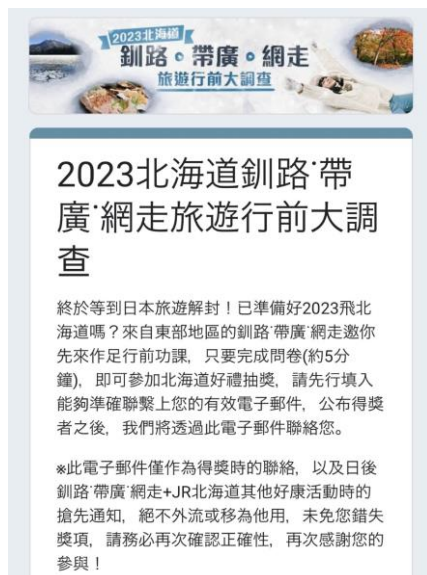 2023北海道
釧路。帶廣。網走
旅遊行前大調查
2023北海道釧路˙帶
廣˙網走旅遊行前大調
查
終於等到日本旅遊解封！已準備好2023飛北
海道嗎？來自東部地區的釧路˙帶廣˙網走邀你
先來作足行前功課，只要完成問卷(約5分
鐘)，即可參加北海道好禮抽獎，請先行填入
能夠準確聯繫上您的有效電子郵件，公布得獎
者之後，我們將透過此電子郵件聯絡您。
※此電子郵件僅作為得獎時的聯絡，以及日後
釧路˙帶廣˙網走+JR北海道其他好康活動時的
搶先通知，絕不外流或移為他用，未免您錯失
獎項，請務必再次確認正確性，再次感謝您的
參與！